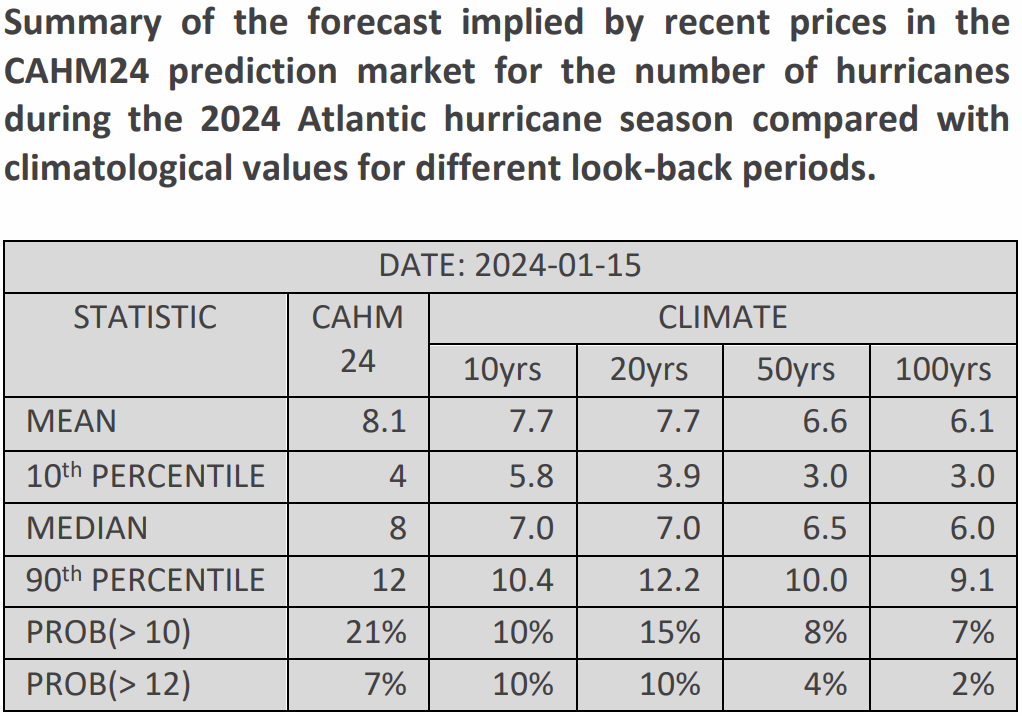 Summary of the forecast implied by recent prices in the
CAHM24 prediction market for the number of hurricanes
during the 2024 Atlantic hurricane season compared with
climatological values for different look-back periods.
DATE: 2024-01-15
STATISTIC CAHM 24 CLIMATE
10yrs 20yrs 50yrs 100yrs
MEAN 8.1 7.7 7.7 6.6 6.1
10th PERCENTILE 4 5.8 3.9 3.0 3.0
MEDIAN 8 7.0 7.0 6.5 6.0
90th PERCENTILE 12 10.4 12.2 10.0 9.1
PROB(> 10) 21% 10% 15% 8% 7%
PROB(> 12) 7% 10% 10% 4% 2%